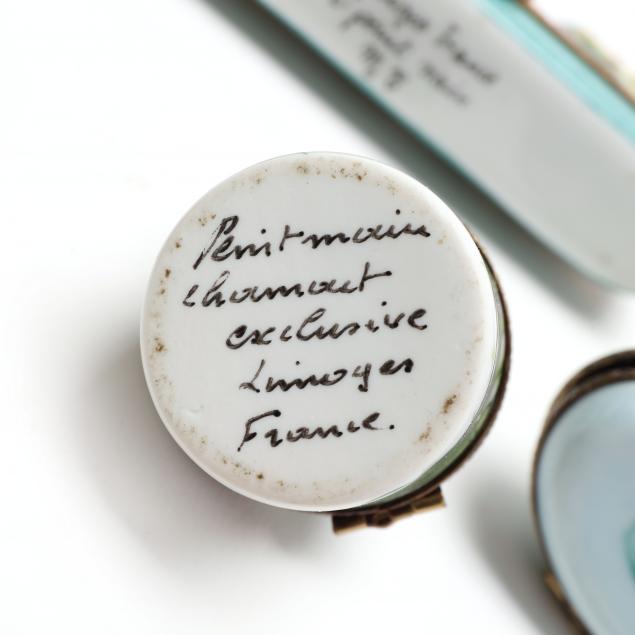 Peint main
chamart
exclusive
Limoges
France.